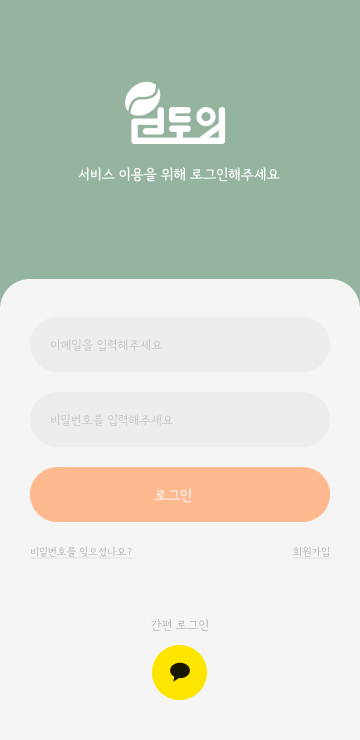 서비스 이용을 위해 로그인해주세요
이메일을 입력해주세요
비밀번호를 입력해주세요
로그인
비밀번호를 잊으셨나요?
회원가입
간편 로그인